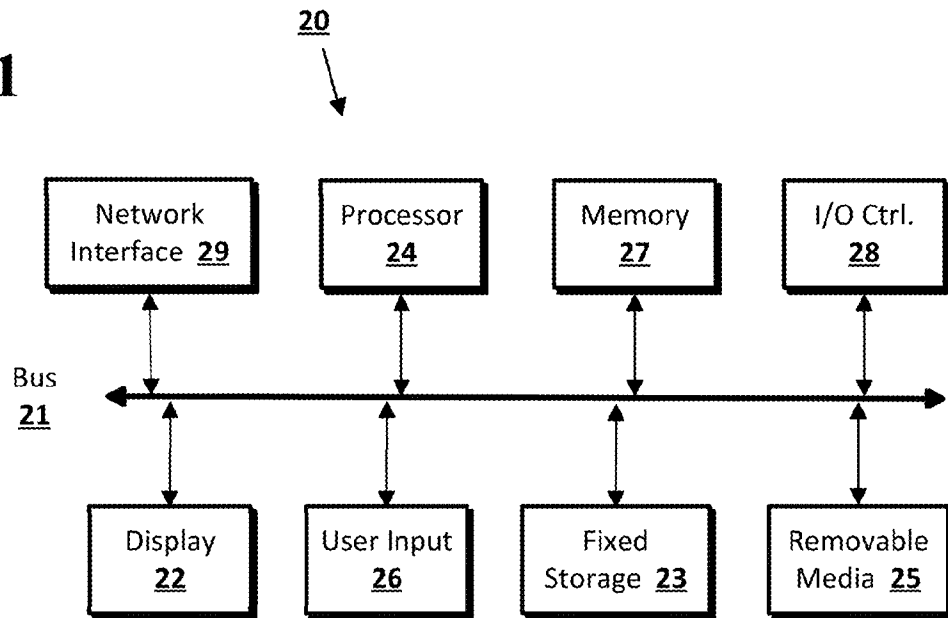 20
1
Network
Interface 29
Processor
24
Memory
27
I/O Ctrl.
28
Bus
21
Display
22
User Input
26
Fixed
Storage 23
Removable
Media 25